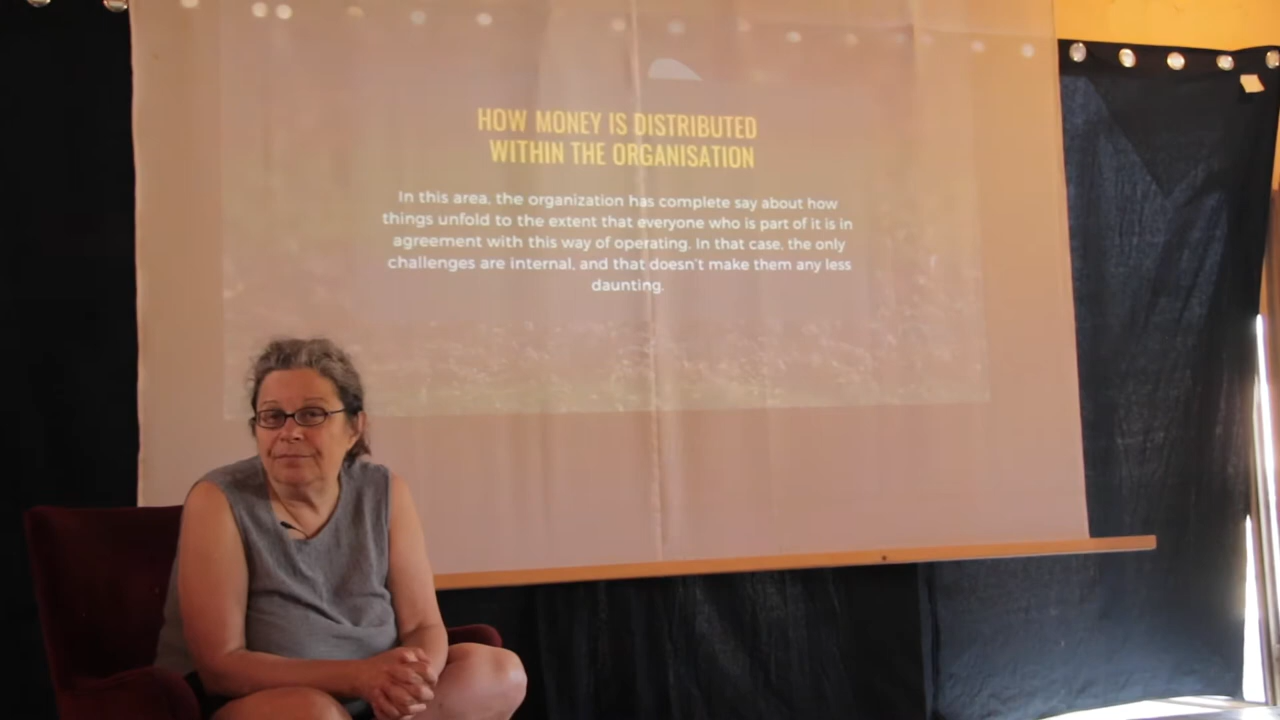 HOW MONEY IS DISTRIBUTED
WITHIN THE ORGANISATION
In this area, the organization has complete say about how
things unfold to the extent that everyone who is part of it is in
agreement with this way of operating. In that case, the only
challenges are internal, and that doesn't make them any less
daunting.